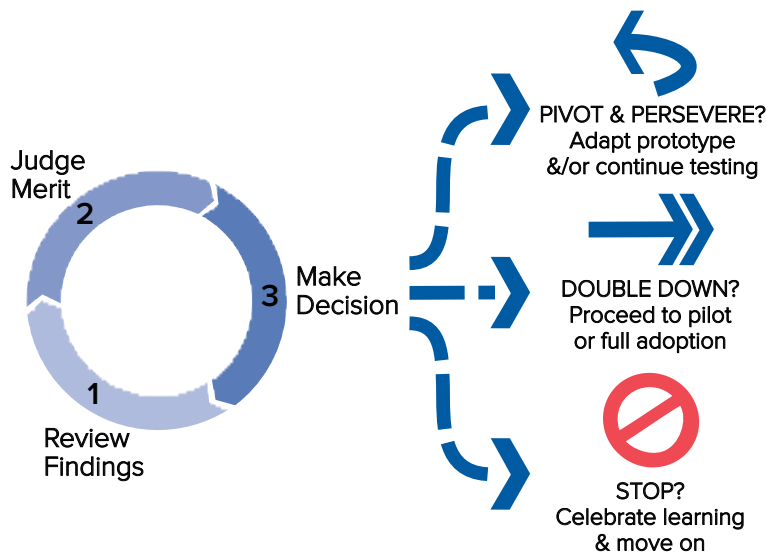 Judge
Merit
2
1
Review
Findings
3
Make
Decision
PIVOT & PERSEVERE?
Adapt prototype
&/or continue testing
DOUBLE DOWN?
Proceed to pilot
or full adoption
STOP?
Celebrate learning
& move on